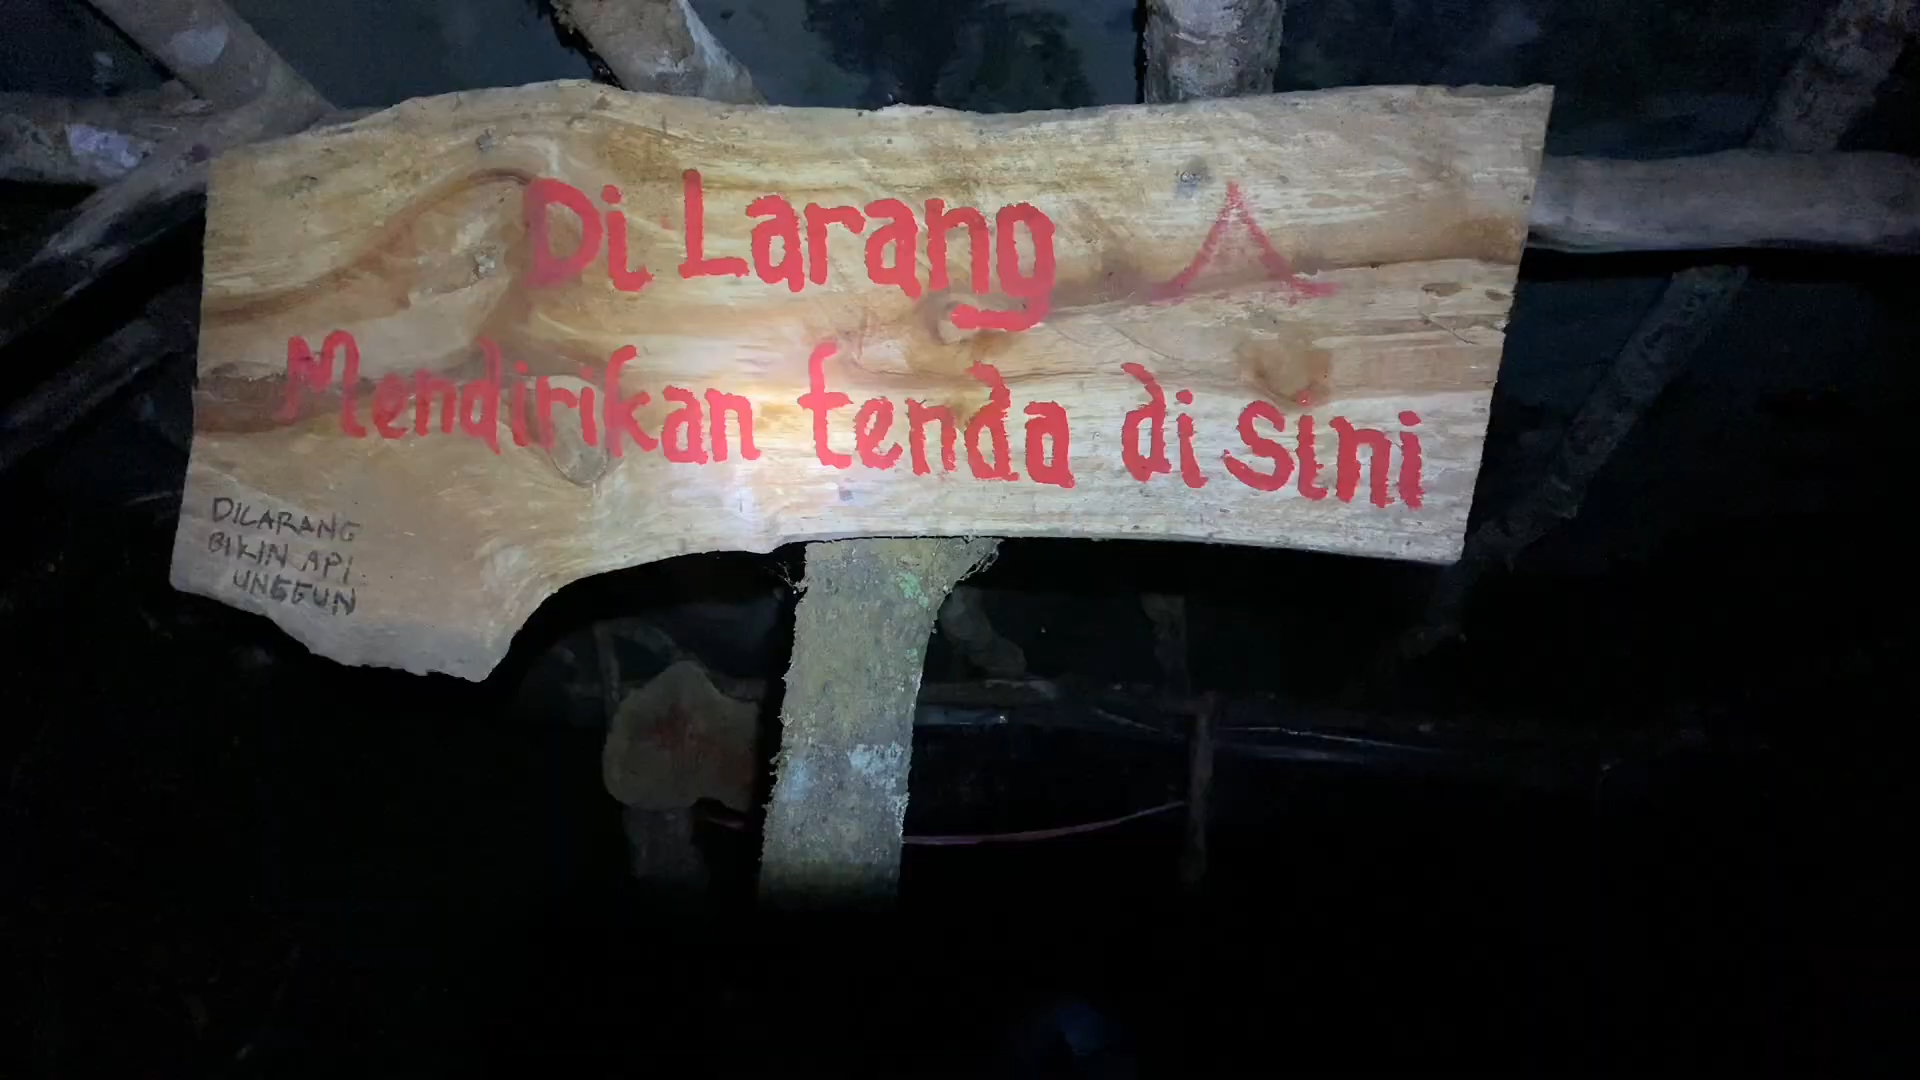 Di Larang
Mendirikan tenda di sini
DILARANG
BIKIN API
UNGGUN